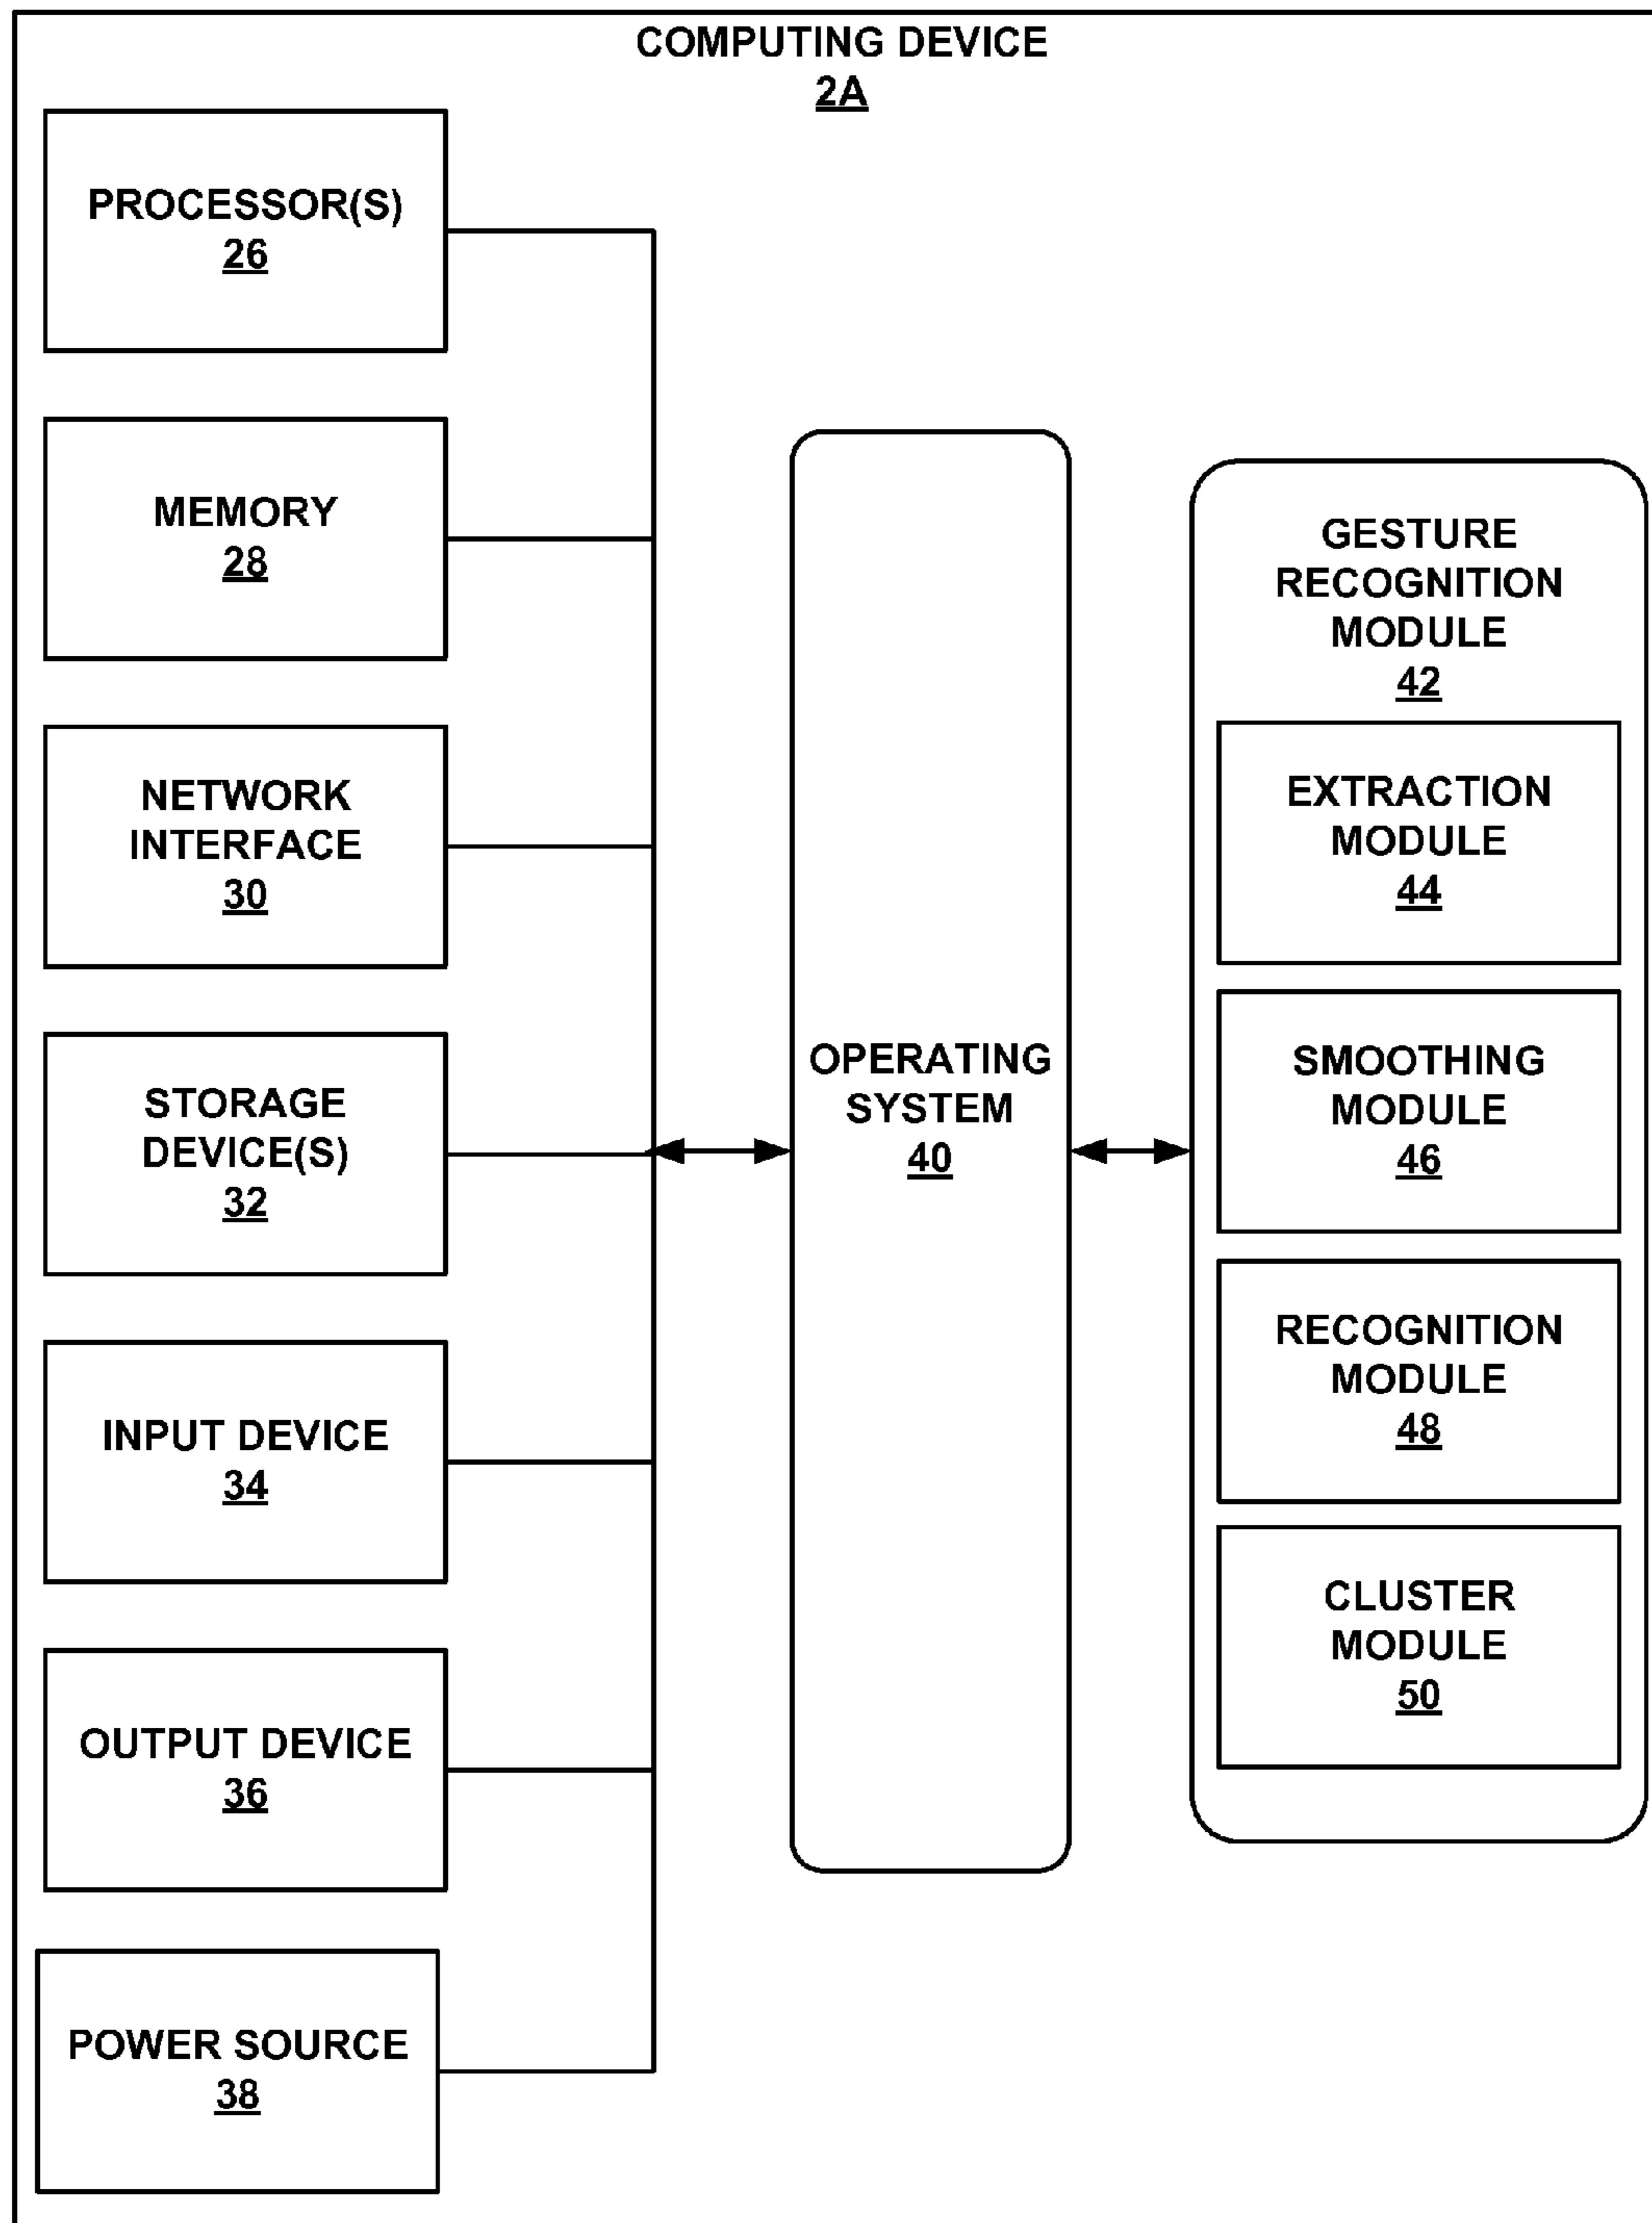 COMPUTING DEVICE
2A
PROCESSOR(S)
26
MEMORY
28
NETWORK
INTERFACE
30
STORAGE
DEVICE(S)
32
INPUT DEVICE
34
OUTPUT DEVICE
36
POWER SOURCE
38
OPERATING
SYSTEM
40
GESTURE
RECOGNITION
MODULE
42
EXTRACTION
MODULE
44
SMOOTHING
MODULE
46
RECOGNITION
MODULE
48
CLUSTER
MODULE
50